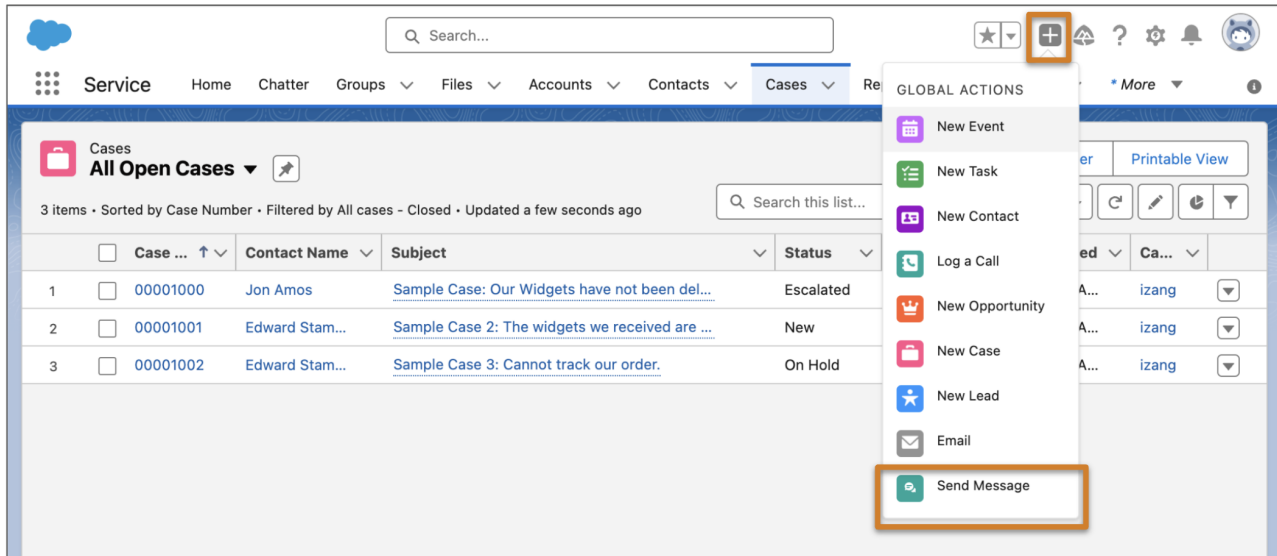 Search...
Service Home Chatter Groups Files Accounts Contacts Cases Re * More
GLOBAL ACTIONS
New Event
New Task
New Contact
Log a Call
New Opportunity
New Case
New Lead
Email
Send Message
Cases
All Open Cases
er Printable View
3 items • Sorted by Case Number • Filtered by All cases - Closed • Updated a few seconds ago
Search this list...
Case ... Contact Name Subject Status ed Ca...
1 00001000 Jon Amos Sample Case: Our Widgets have not been del... Escalated A... izang
2 00001001 Edward Stam... Sample Case 2: The widgets we received are ... New A... izang
3 00001002 Edward Stam... Sample Case 3: Cannot track our order. On Hold A... izang